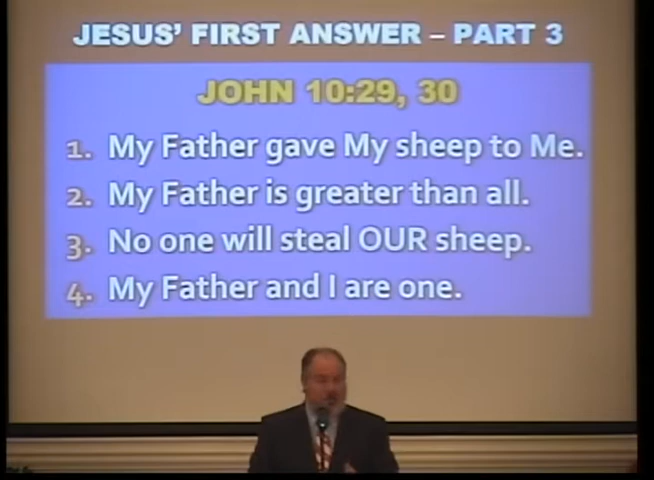 JESUS’ FIRST ANSWER – PART 3
JOHN 10:29, 30
1. My Father gave My sheep to Me.
2. My Father is greater than all.
3. No one will steal OUR sheep.
4. My Father and I are one.